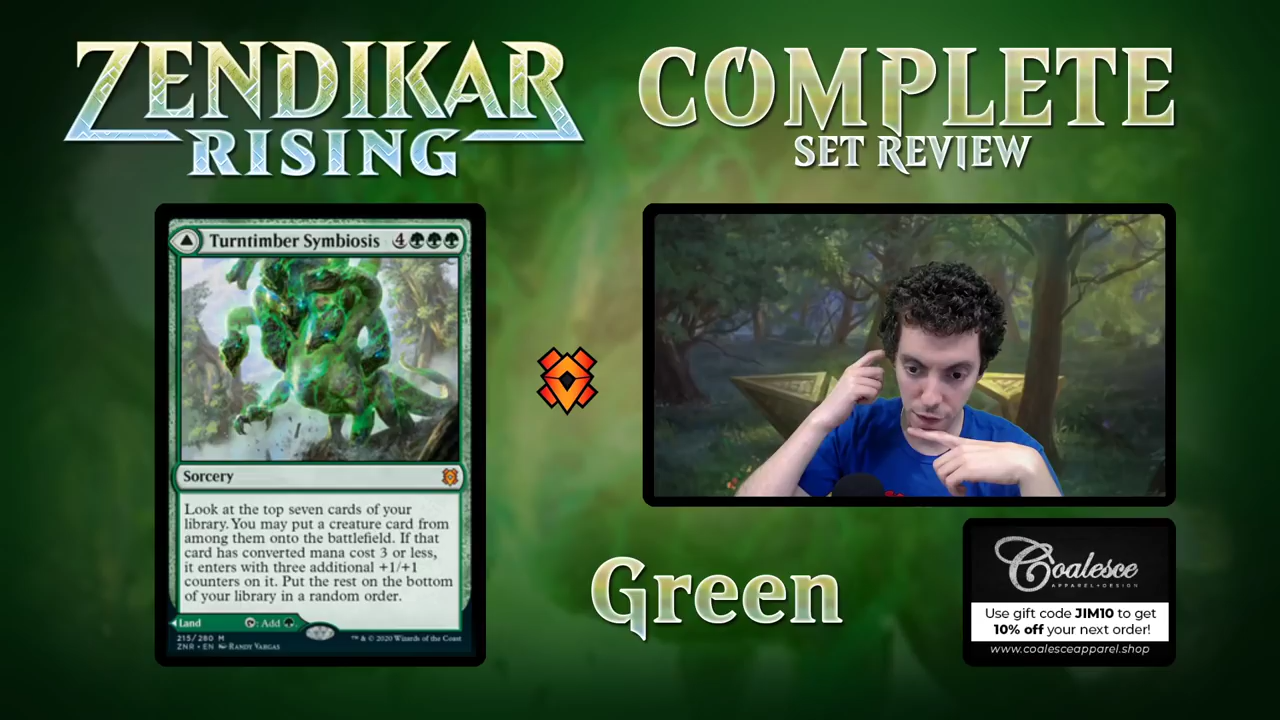 ZENDIKAR
RISING
COMPLETE
SET REVIEW
Turntimber Symbiosis 4
Sorcery
Look at the top seven cards of your
library. You may put a creature card from
among them onto the battlefield. If that
card has converted mana cost 3 or less,
it enters with three additional +1/+1
counters on it. Put the rest on the bottom
of your library in a random order.
Land : Add .
215/280 M
ZNR • EN RANDY VARGAS
™ & © 2020 Wizards of the Coast
Green
Coalesce
APPAREL+DESIGN
Use gift code JIM10 to get
10% off your next order!
www.coalesceapparel.shop